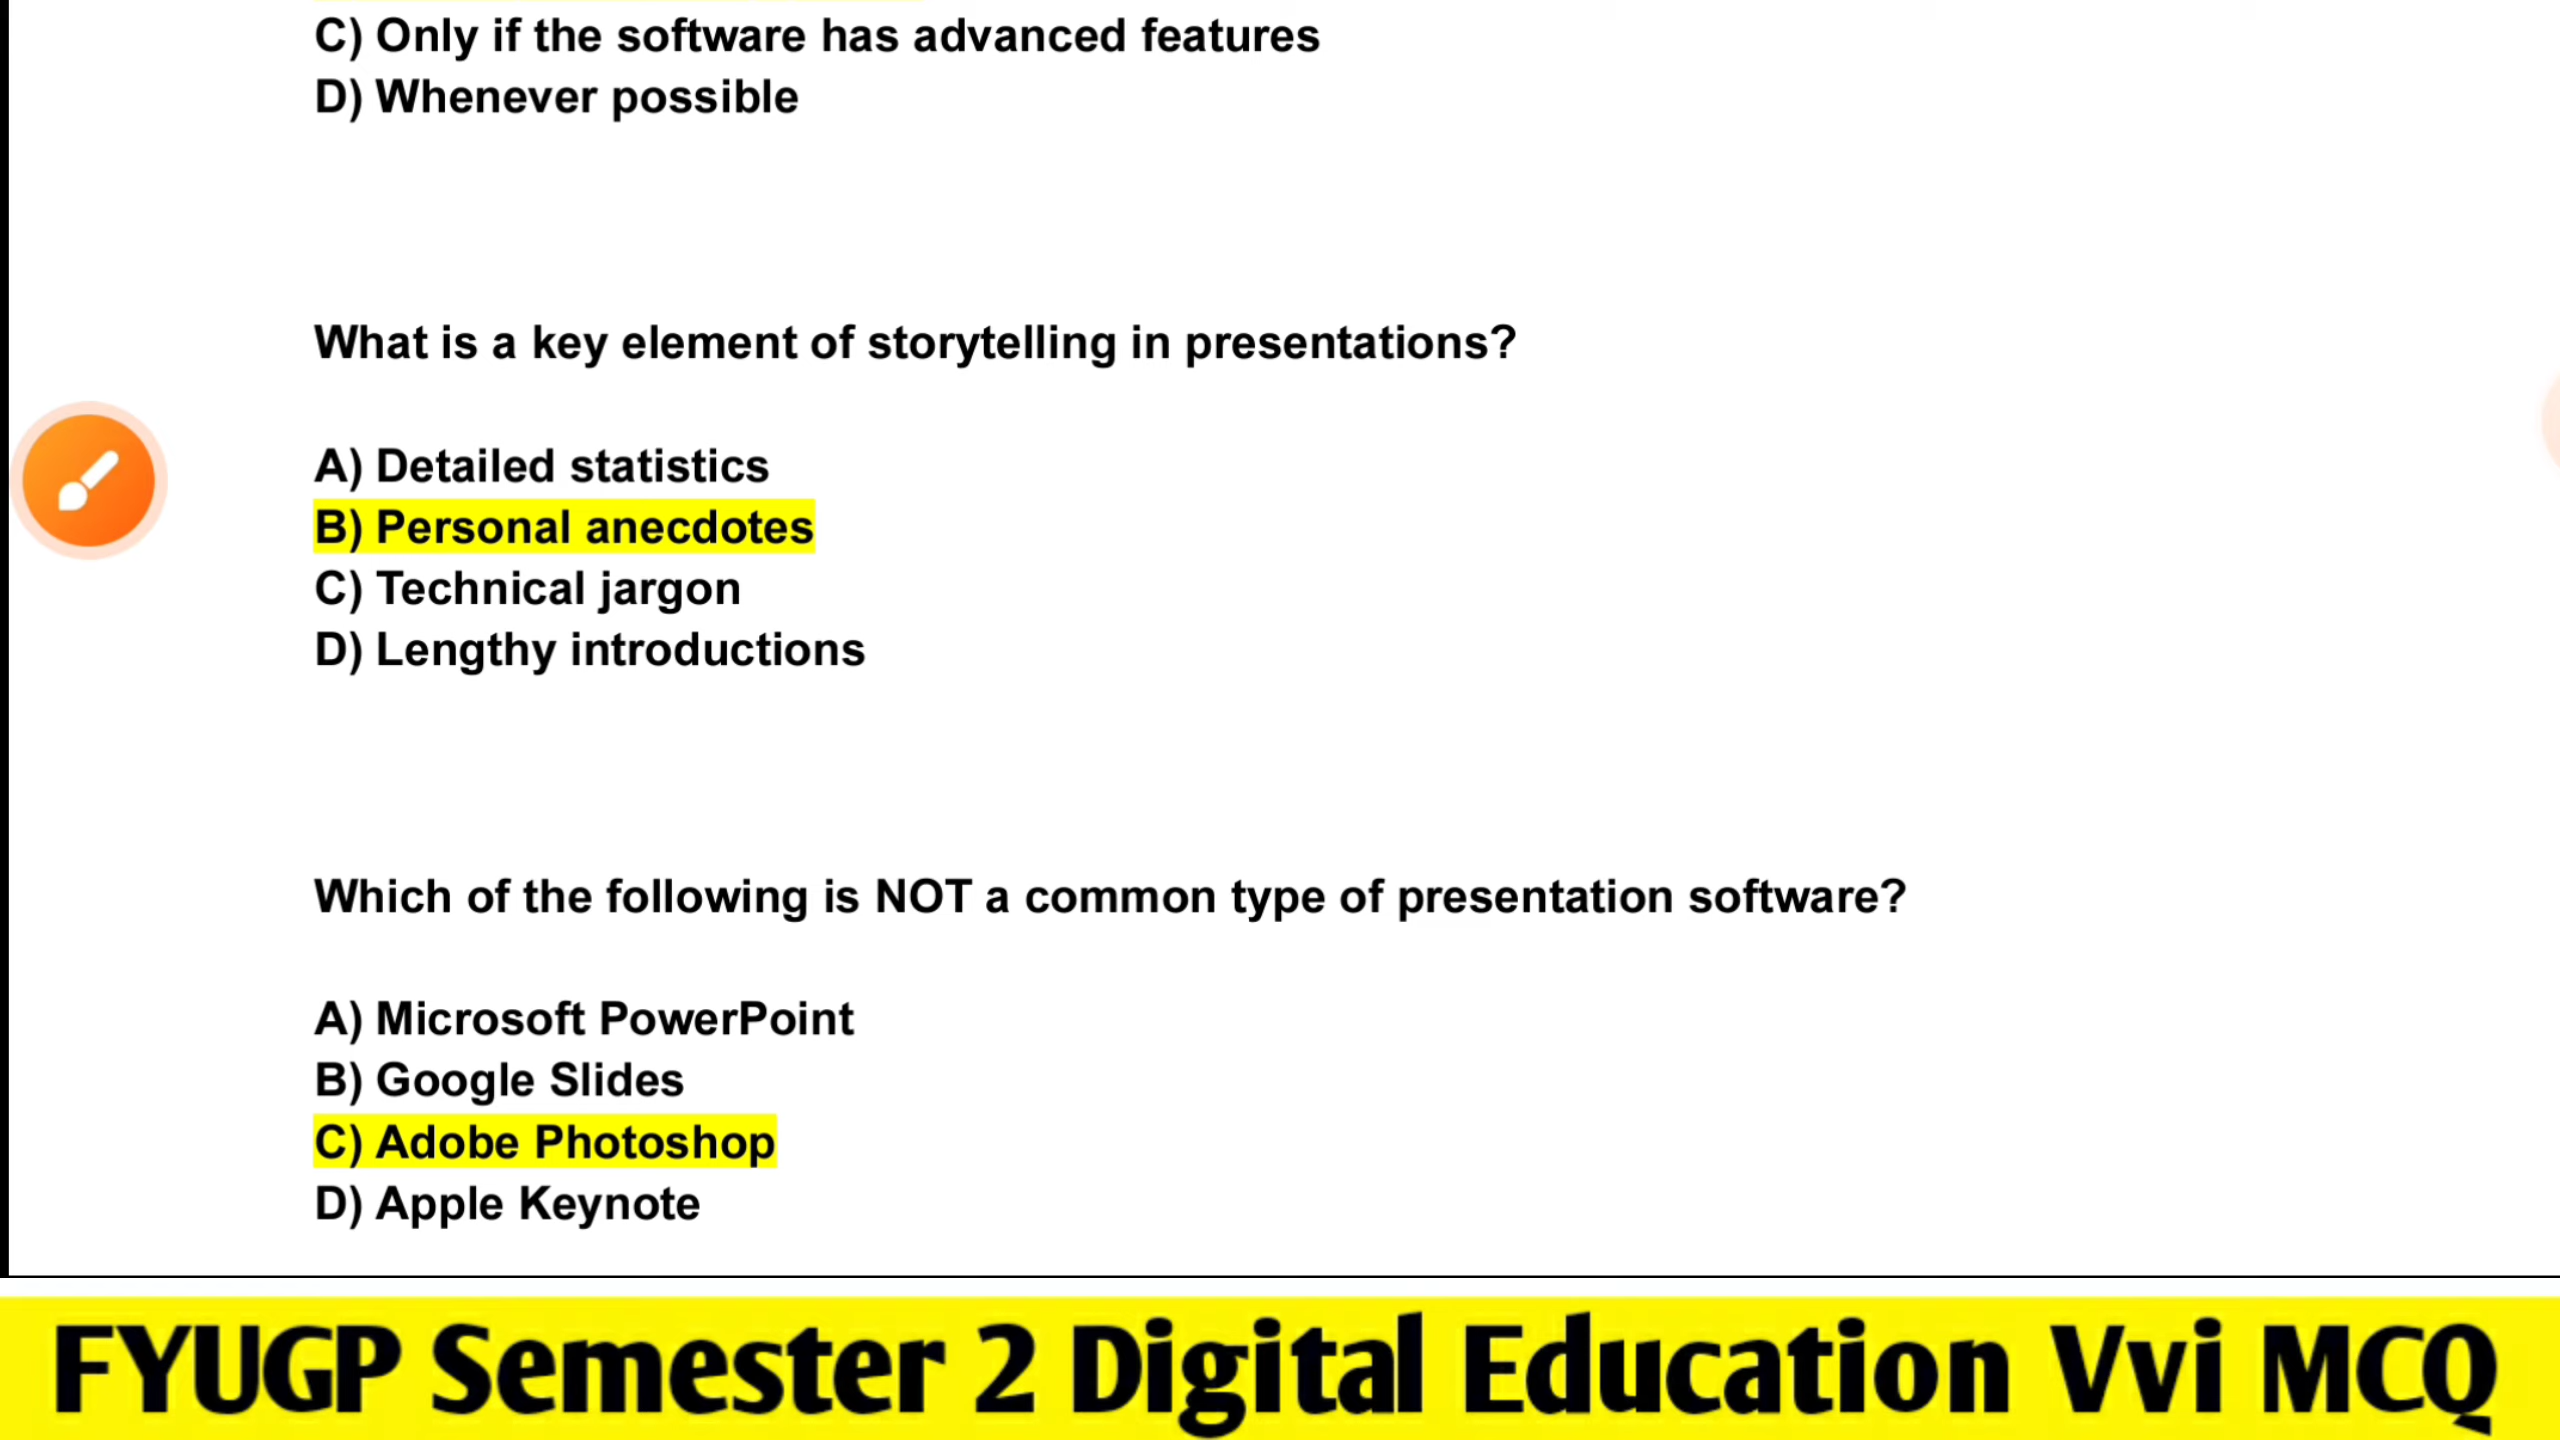 C) Only if the software has advanced features
D) Whenever possible
What is a key element of storytelling in presentations?
A) Detailed statistics
B) Personal anecdotes
C) Technical jargon
D) Lengthy introductions
Which of the following is NOT a common type of presentation software?
A) Microsoft PowerPoint
B) Google Slides
C) Adobe Photoshop
D) Apple Keynote
FYUGP Semester 2 Digital Education Vvi MCQ